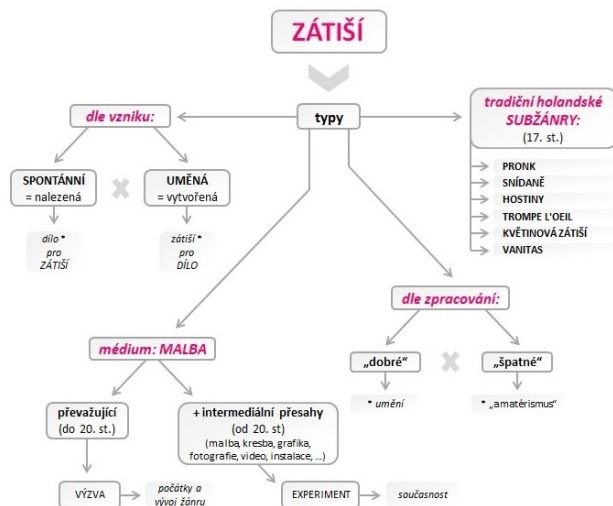 ZÁTIŠÍ
typy
dle vzniku:
SPONTÁNNÍ
= nalezená
UMĚNÁ
= vytvořená
dílo *
pro
ZÁTIŠÍ
zátiší *
pro
DÍLO
tradiční holandské
SUBŽÁNRY:
(17. st.)
PRONK
SNÍDANĚ
HOSTINY
TROMPE L'OEIL
KVĚTINOVÁ ZÁTIŠÍ
VANITAS
médium: MALBA
převažující
(do 20. st.)
+ intermediální přesahy
(od 20. st)
(malba, kresba, grafika,
fotografie, video, instalace, ...)
VÝZVA
počátky a
vývoj žánru
EXPERIMENT
současnost
dle zpracování:
„dobré“
„špatné“
* umění
* „amatérismus“